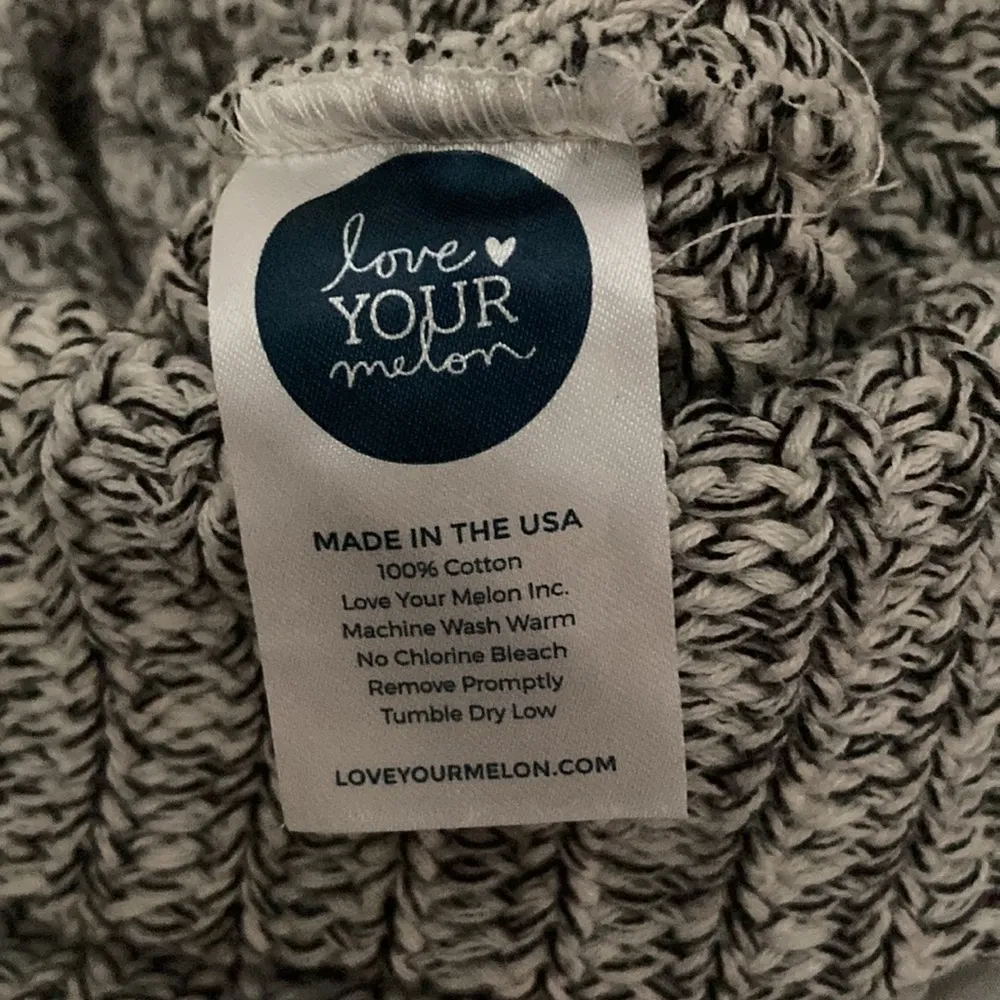 love
YOUR
melon
MADE IN THE USA
100% Cotton
Love Your Melon Inc.
Machine Wash Warm
No Chlorine Bleach
Remove Promptly
Tumble Dry Low
LOVEYOURMELON.COM